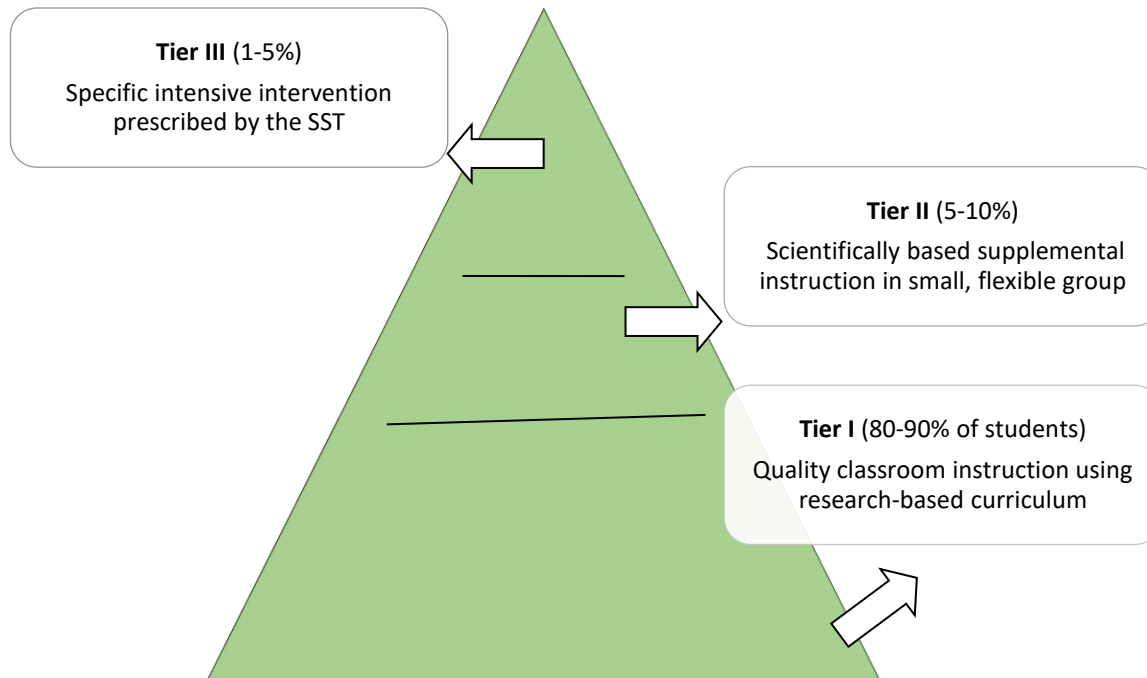 Tier III (1-5%)
Specific intensive intervention
prescribed by the SST
Tier II (5-10%)
Scientifically based supplemental
instruction in small, flexible group
Tier I (80-90% of students)
Quality classroom instruction using
research-based curriculum